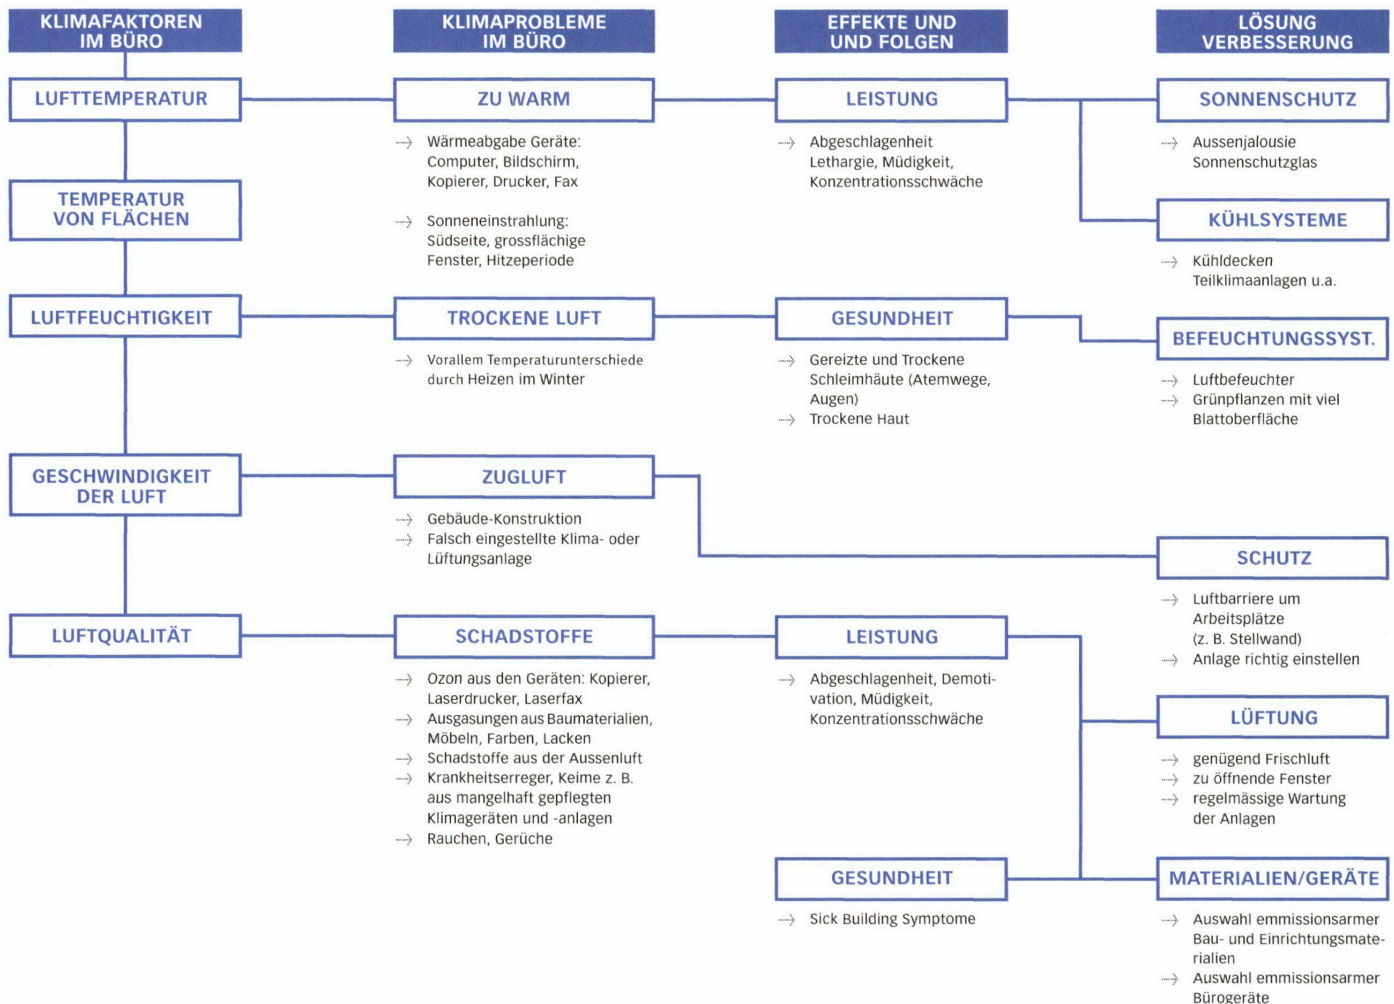 KLIMAFAKTOREN
IM BÜRO
LUFTTEMPERATUR
TEMPERATUR
VON FLÄCHEN
LUFTFEUCHTIGKEIT
GESCHWINDIGKEIT
DER LUFT
LUFTQUALITÄT
KLIMAPROBLEME
IM BÜRO
ZU WARM
Wärmeabgabe Geräte:
Computer, Bildschirm,
Kopierer, Drucker, Fax
Sonneneinstrahlung:
Südseite, grossflächige
Fenster, Hitzeperiode
TROCKENE LUFT
Vorallem Temperaturunterschiede
durch Heizen im Winter
ZUGLUFT
Gebäude-Konstruktion
Falsch eingestellte Klima- oder
Lüftungsanlage
SCHADSTOFFE
Ozon aus den Geräten: Kopierer,
Laserdrucker, Laserfax
Ausgasungen aus Baumaterialien,
Möbeln, Farben, Lacken
Schadstoffe aus der Aussenluft
Krankheitserreger, Keime z. B.
aus mangelhaft gepflegten
Klimageräten und -anlagen
Rauchen, Gerüche
EFFEKTE UND
UND FOLGEN
LEISTUNG
Abgeschlagenheit
Lethargie, Müdigkeit,
Konzentrationsschwäche
GESUNDHEIT
Gereizte und Trockene
Schleimhäute (Atemwege,
Augen)
Trockene Haut
LEISTUNG
Abgeschlagenheit, Demoti-
vation, Müdigkeit,
Konzentrationsschwäche
GESUNDHEIT
Sick Building Symptome
LÖSUNG
VERBESSERUNG
SONNENSCHUTZ
Aussenjalousie
Sonnenschutzglas
KÜHLSYSTEME
Kühldecken
Teilklimaanlagen u.a.
BEFEUCHTUNGSSYST.
Luftbefeuchter
Grünpflanzen mit viel
Blattoberfläche
SCHUTZ
Luftbarriere um
Arbeitsplätze
(z. B. Stellwand)
Anlage richtig einstellen
LÜFTUNG
genügend Frischluft
zu öffnende Fenster
regelmässige Wartung
der Anlagen
MATERIALIEN/GERÄTE
Auswahl emmissionsarmer
Bau- und Einrichtungsmate-
rialien
Auswahl emmissionsarmer
Bürogeräte